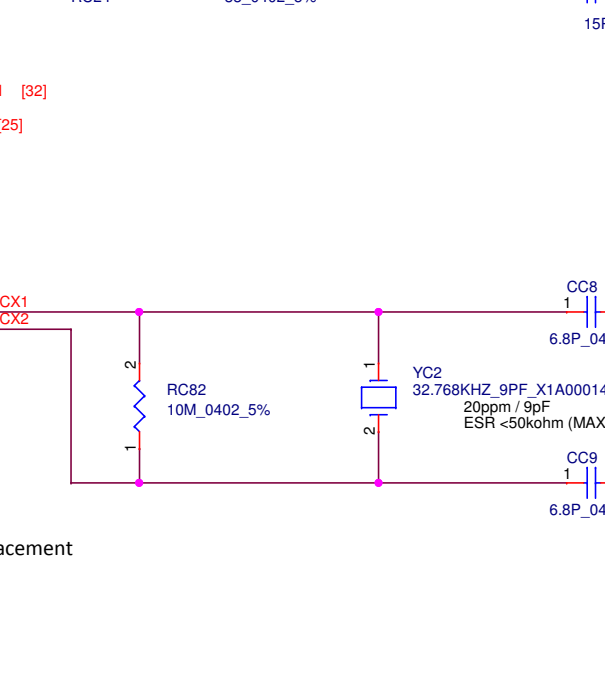 15
[32]
25]
CX1
CX2
CC8
1
6.8P_04
2
RC82
10M_0402_5%
1
1
YC2
32.768KHZ_9PF_X1A00014
20ppm / 9pF
ESR <50kohm (MAX
2
CC9
1
6.8P_04
acement